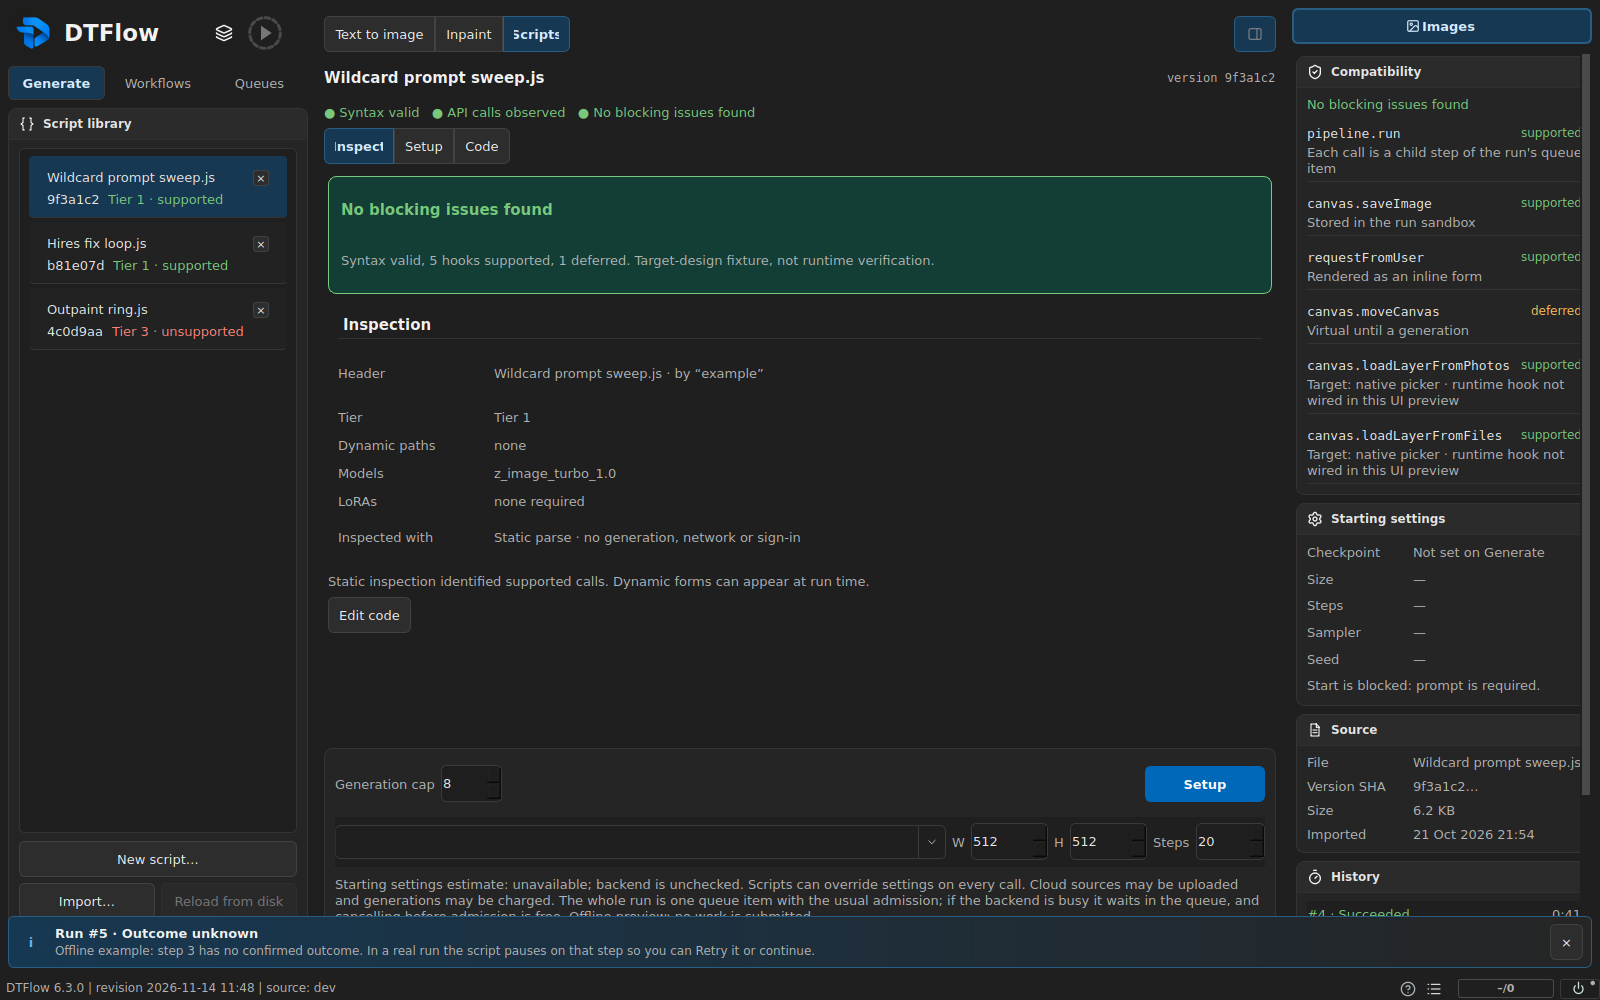 DTFlow
Generate
Workflows
Queues
Script library
Wildcard prompt sweep.js
9f3a1c2 Tier 1 · supported
Hires fix loop.js
b81e07d Tier 1 · supported
Outpaint ring.js
4c0d9aa Tier 3 · unsupported
New script...
Import...
Reload from disk
Text to image
Inpaint
Scripts
Wildcard prompt sweep.js
version 9f3a1c2
Syntax valid
API calls observed
No blocking issues found
Inspect
Setup
Code
No blocking issues found
Syntax valid, 5 hooks supported, 1 deferred. Target-design fixture, not runtime verification.
Inspection
Header Wildcard prompt sweep.js · by “example”
Tier Tier 1
Dynamic paths none
Models z_image_turbo_1.0
LoRAs none required
Inspected with Static parse · no generation, network or sign-in
Static inspection identified supported calls. Dynamic forms can appear at run time.
Edit code
Generation cap 8
Setup
W 512 H 512 Steps 20
Starting settings estimate: unavailable; backend is unchecked. Scripts can override settings on every call. Cloud sources may be uploaded
and generations may be charged. The whole run is one queue item with the usual admission; if the backend is busy it waits in the queue, and
cancelling before admission is free. Offline preview: no work is submitted.
Images
Compatibility
No blocking issues found
pipeline.run supported
Each call is a child step of the run's queue
item
canvas.saveImage supported
Stored in the run sandbox
requestFromUser supported
Rendered as an inline form
canvas.moveCanvas deferred
Virtual until a generation
canvas.loadLayerFromPhotos supported
Target: native picker · runtime hook not
wired in this UI preview
canvas.loadLayerFromFiles supported
Target: native picker · runtime hook not
wired in this UI preview
Starting settings
Checkpoint Not set on Generate
Size —
Steps —
Sampler —
Seed —
Start is blocked: prompt is required.
Source
File Wildcard prompt sweep.js
Version SHA 9f3a1c2...
Size 6.2 KB
Imported 21 Oct 2026 21:54
History
#4 · Succeeded 0:41
Run #5 · Outcome unknown
Offline example: step 3 has no confirmed outcome. In a real run the script pauses on that step so you can Retry it or continue.
DTFlow 6.3.0 | revision 2026-11-14 11:48 | source: dev
-/0